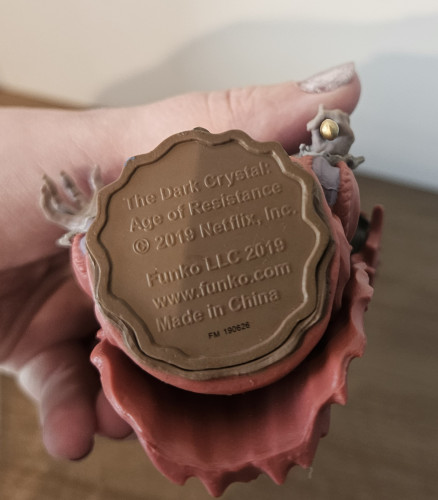 The Dark Crystal:
Age of Resistance
© 2019 Netflix, Inc.
Funko LLC 2019
www.funko.com
Made in China
FM 190626